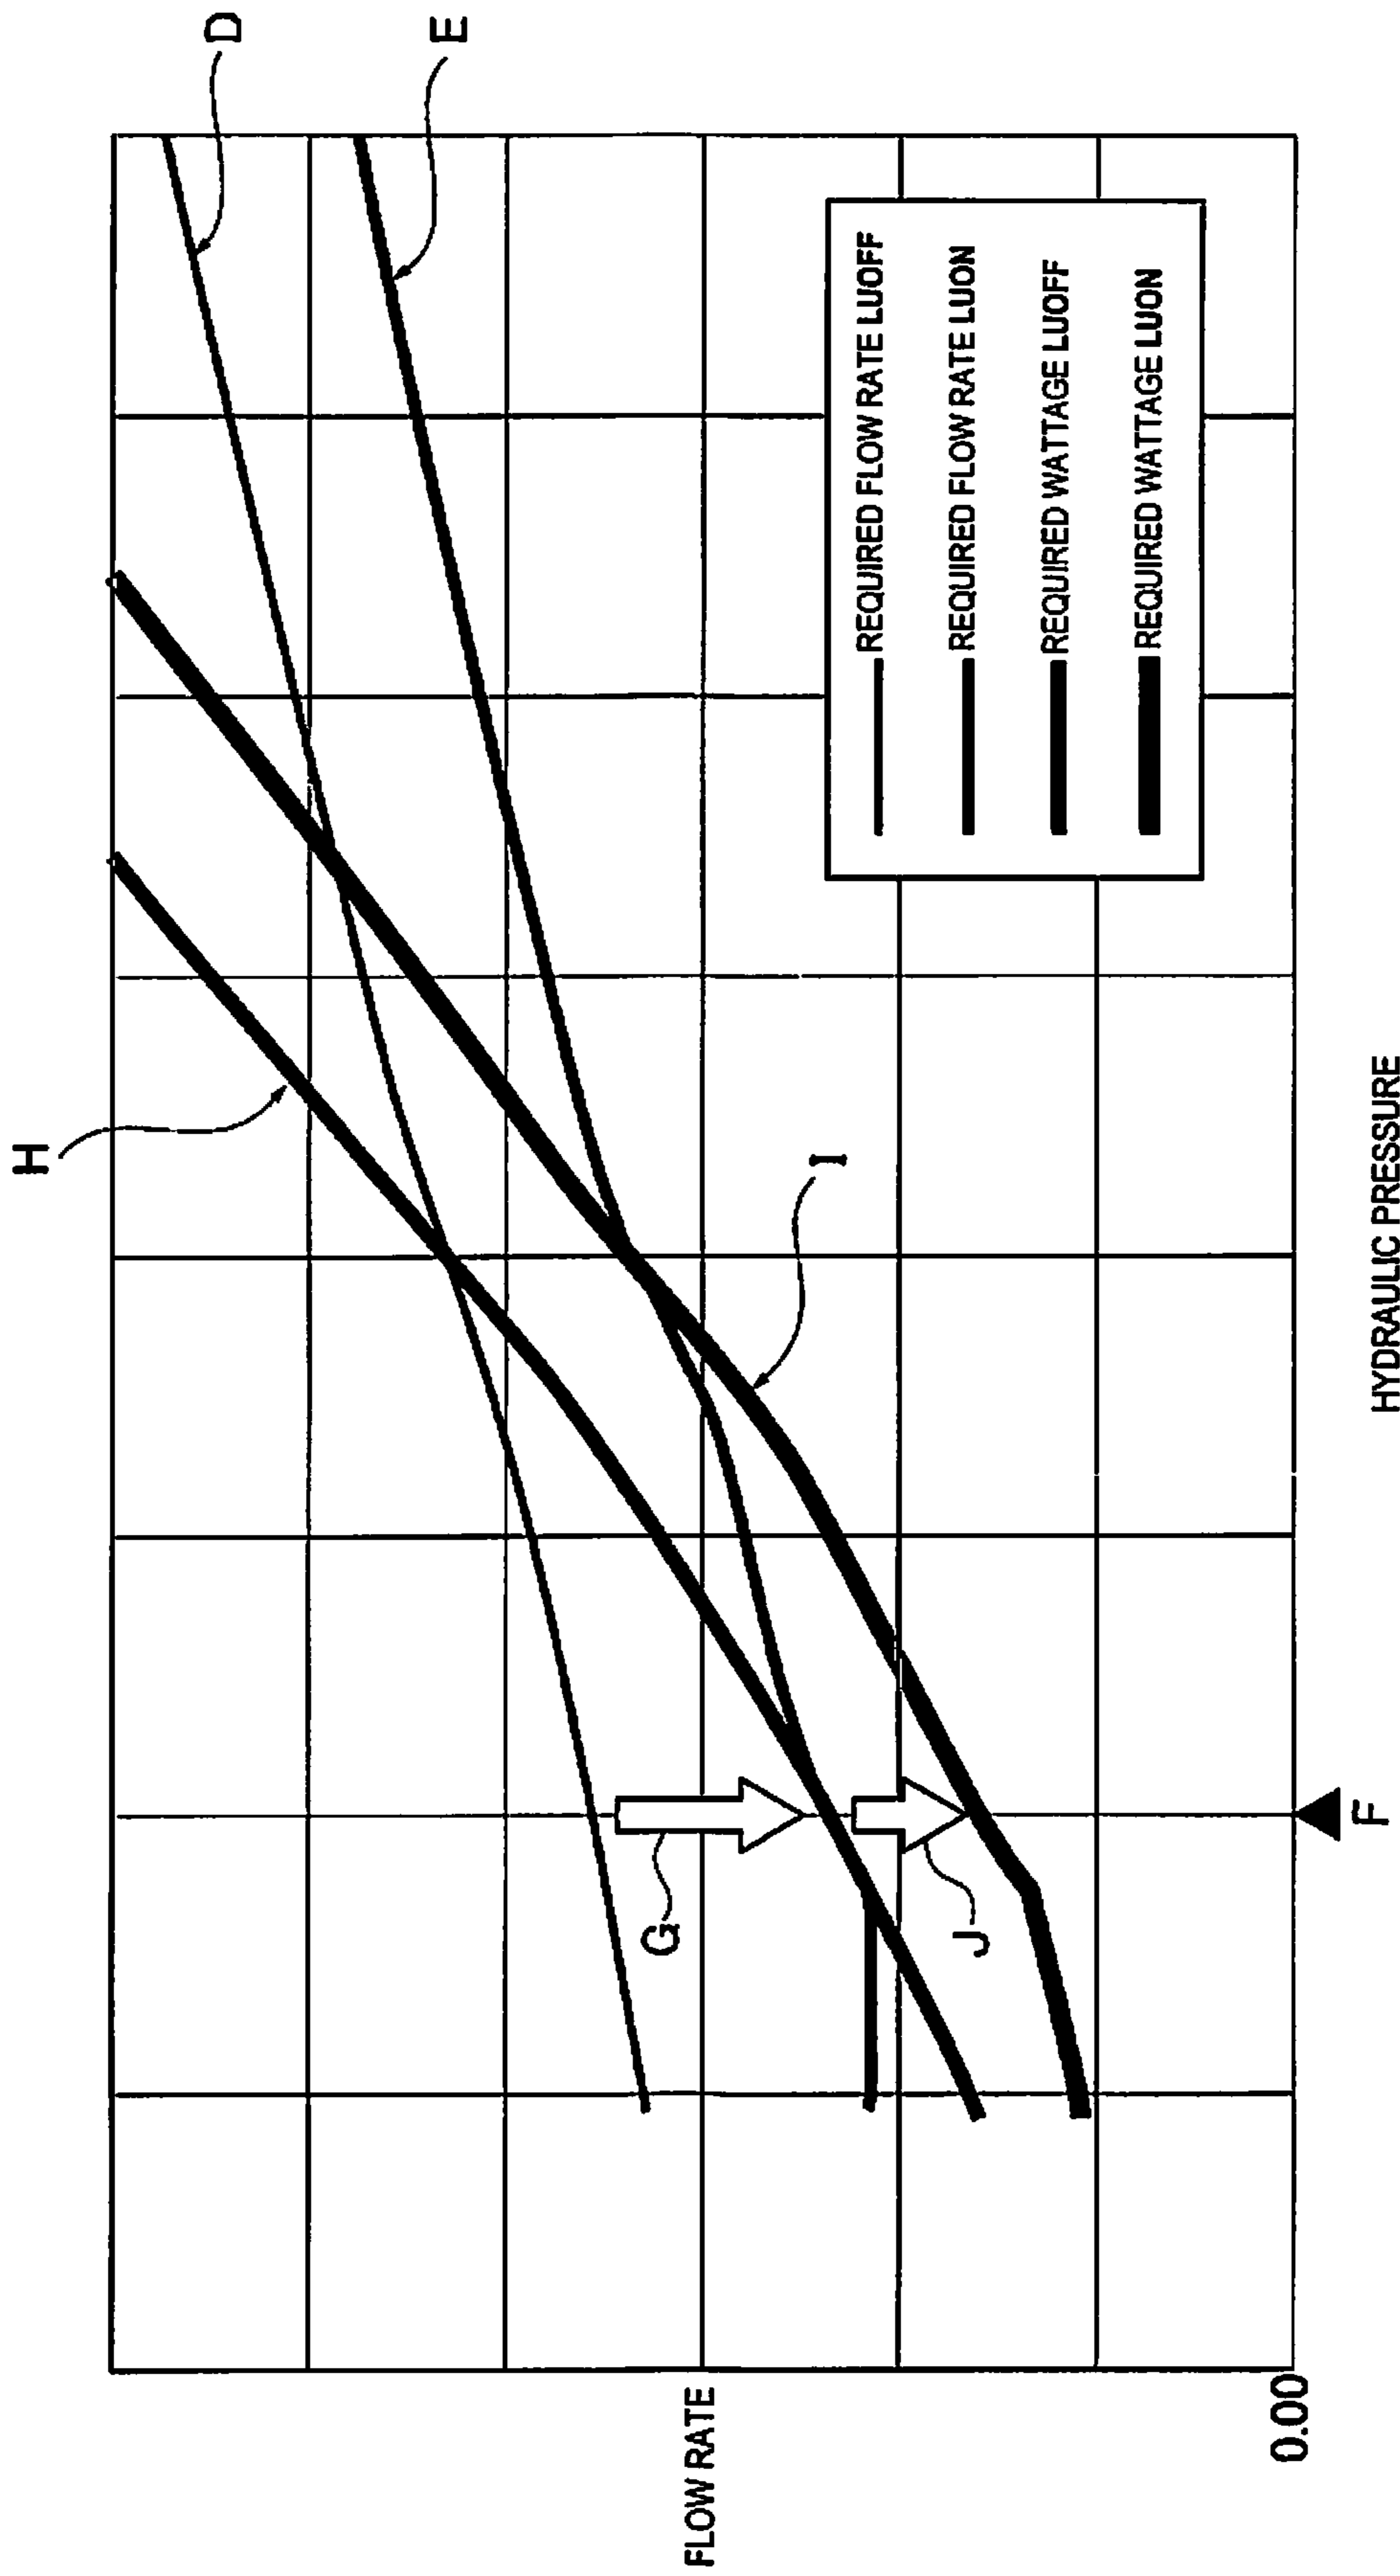 D
E
H
I
G
J
REQUIRED FLOW RATE LUOFF
REQUIRED FLOW RATE LUON
REQUIRED WATTAGE LUOFF
REQUIRED WATTAGE LUON
FLOW RATE
0.00
F
HYDRAULIC PRESSURE